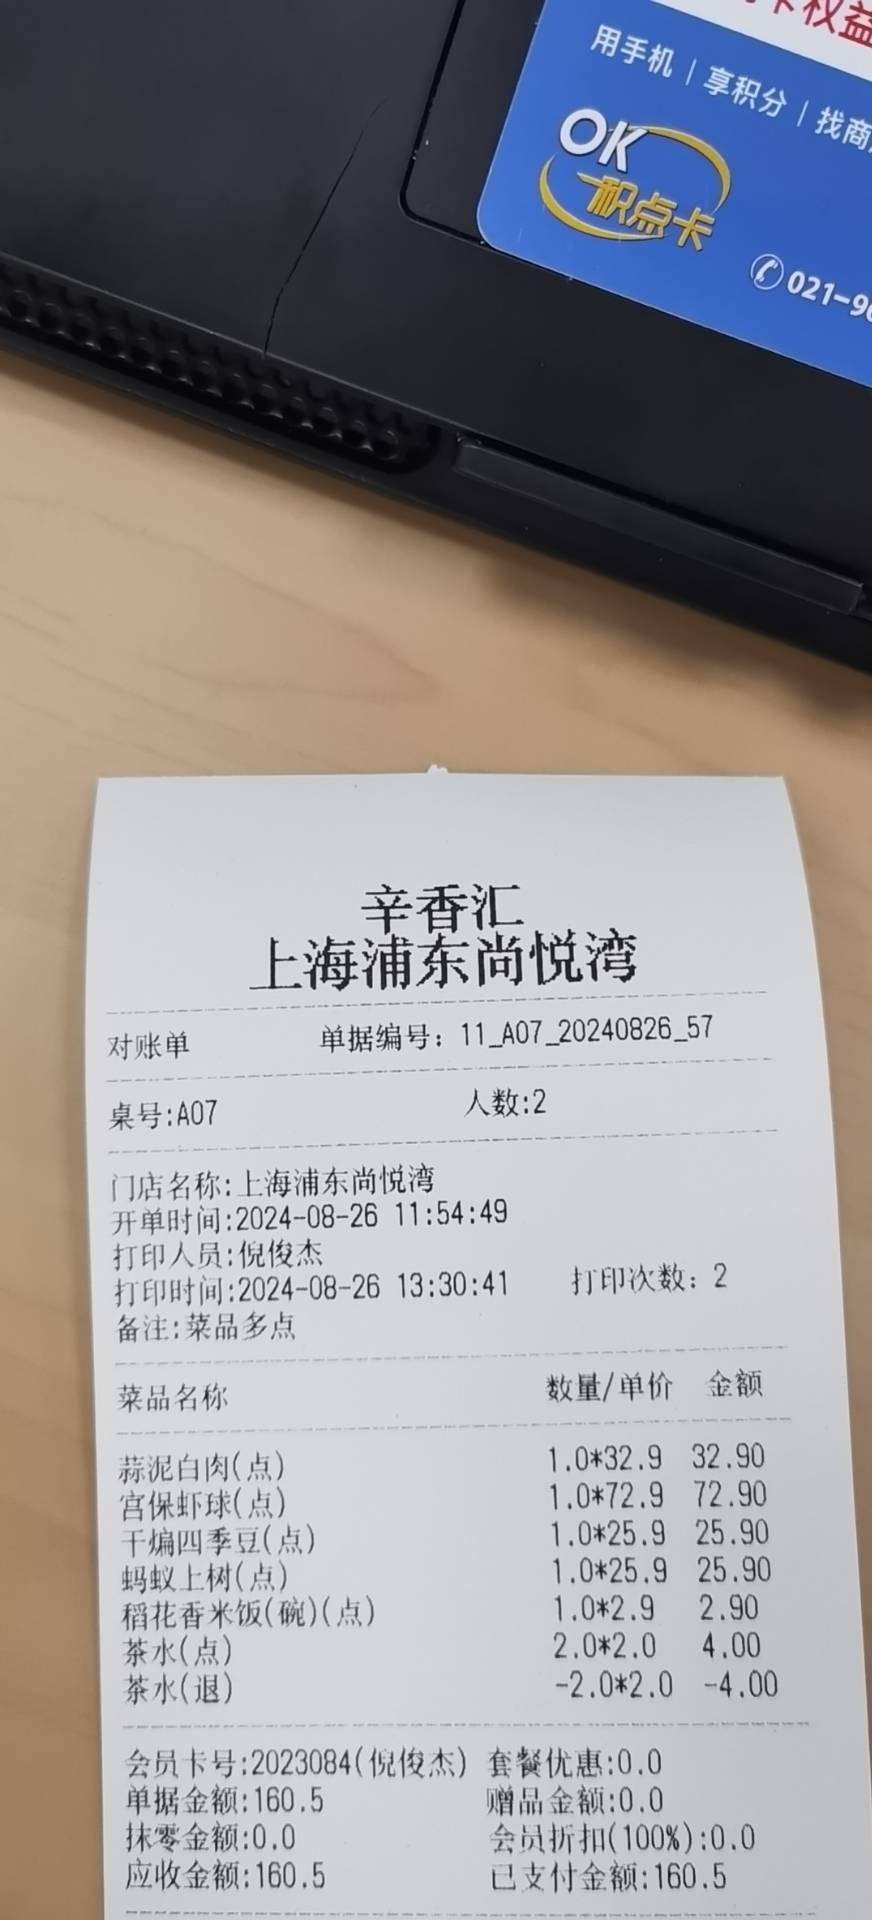 用手机 | 享积分 | 找商
OK
积点卡
021-9
辛香汇
上海浦东尚悦湾
对账单 单据编号：11_A07_20240826_57
桌号:A07 人数:2
门店名称:上海浦东尚悦湾
开单时间:2024-08-26 11:54:49
打印人员:倪俊杰
打印时间:2024-08-26 13:30:41 打印次数：2
备注:菜品多点
菜品名称 数量/单价 金额
蒜泥白肉(点) 1.0*32.9 32.90
宫保虾球(点) 1.0*72.9 72.90
干煸四季豆(点) 1.0*25.9 25.90
蚂蚁上树(点) 1.0*25.9 25.90
稻花香米饭(碗)(点) 1.0*2.9 2.90
茶水(点) 2.0*2.0 4.00
茶水(退) -2.0*2.0 -4.00
会员卡号:2023084(倪俊杰) 套餐优惠:0.0
单据金额:160.5 赠品金额:0.0
抹零金额:0.0 会员折扣(100%):0.0
应收金额:160.5 已支付金额:160.5